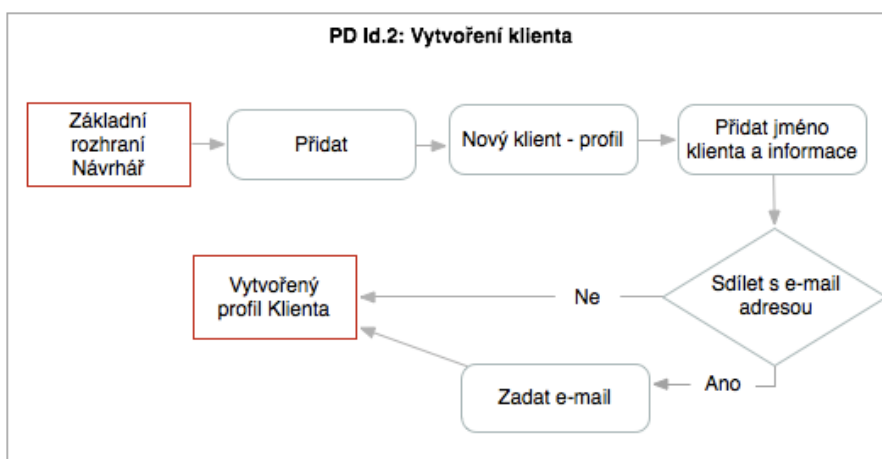 PD Id.2: Vytvoření klienta
Základní
rozhraní
Návrhář
Přidat
Nový klient - profil
Přidat jméno
klienta a informace
Sdílet s e-mail
adresou
Ne
Vytvořený
profil Klienta
Ano
Zadat e-mail